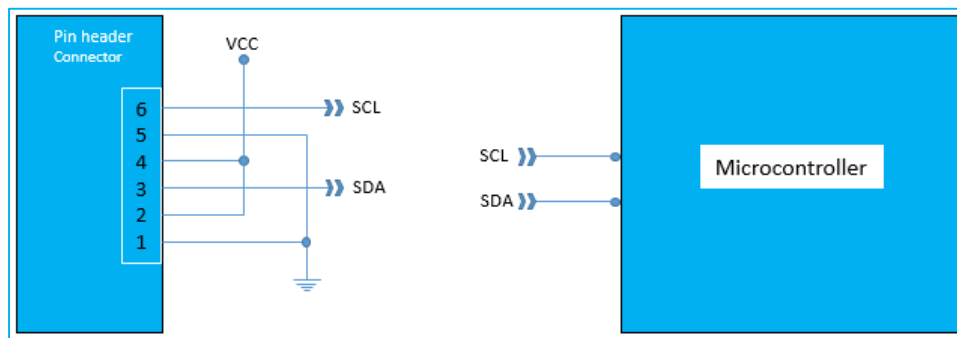 Pin header
Connector
VCC
6
SCL
5
4
3
SDA
2
1
SCL
SDA
Microcontroller